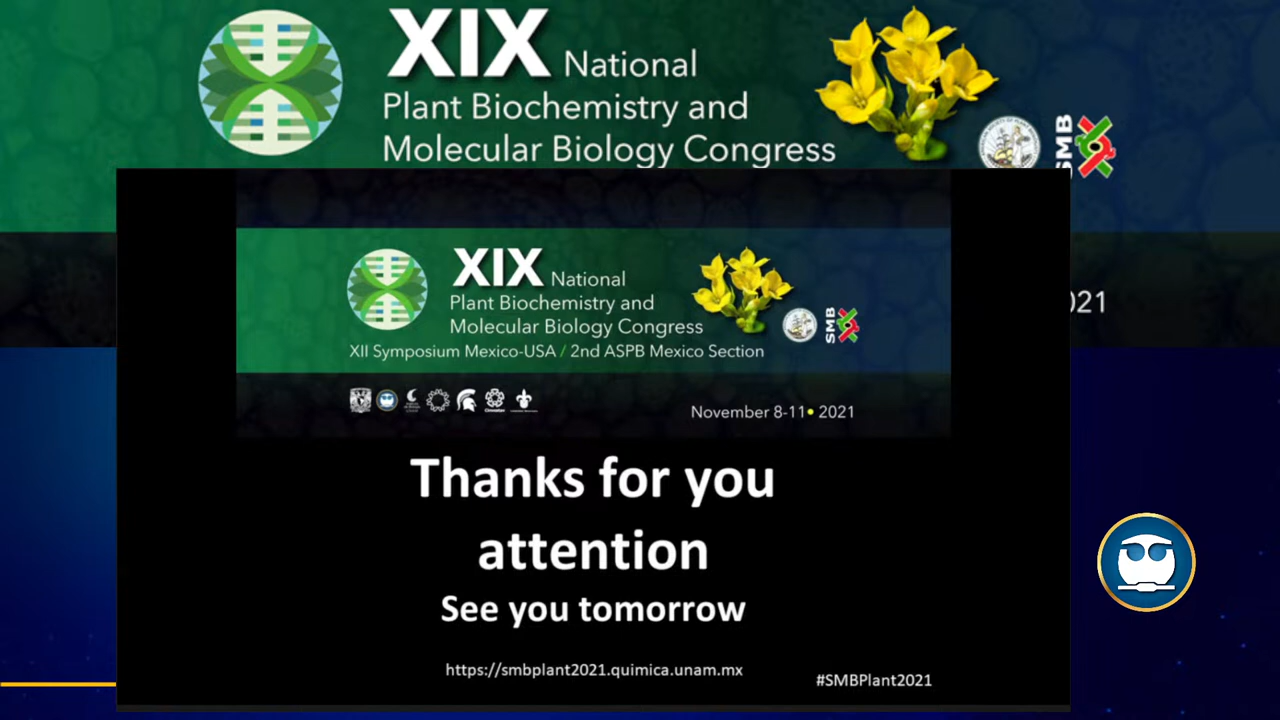 XIX National
Plant Biochemistry and
Molecular Biology Congress
SMB
021
XIX National
Plant Biochemistry and
Molecular Biology Congress
SMB
XII Symposium Mexico-USA / 2nd ASPB Mexico Section
November 8-11• 2021
Thanks for you
attention
See you tomorrow
https://smbplant2021.quimica.unam.mx
#SMBPlant2021